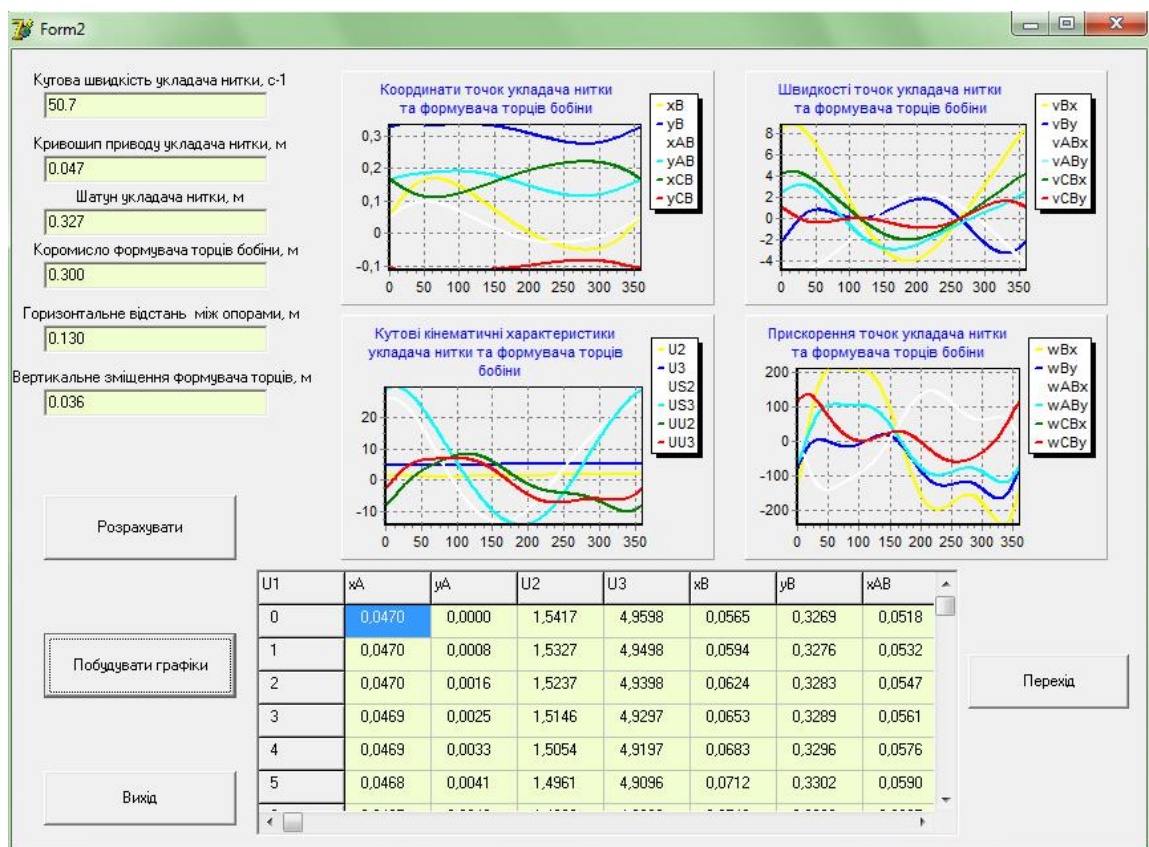 Form2
Кутова швидкість укладача нитки, с-1
50.7
Кривошип приводу укладача нитки, м
0.047
Шатун укладача нитки, м
0.327
Коромисло формувача торців бобіни, м
0.300
Горизонтальне відстань між опорами, м
0.130
Вертикальне зміщення формувача торців, м
0.036
Розрахувати
Побудувати графіки
Вихід
Координати точок укладача нитки
та формувача торців бобіни
0,3
0,2
0,1
0
-0,1
0 50 100 150 200 250 300 350
xB
yB
xAB
yAB
xCB
yCB
Швидкості точок укладача нитки
та формувача торців бобіни
8
6
4
2
0
-2
-4
0 50 100 150 200 250 300 350
vBx
vBy
vABx
vABy
vCBx
vCBy
Кутові кінематичні характеристики
укладача нитки та формувача торців
бобіни
20
10
0
-10
0 50 100 150 200 250 300 350
U2
U3
US2
US3
UU2
UU3
Прискорення точок укладача нитки
та формувача торців бобіни
200
100
0
-100
-200
0 50 100 150 200 250 300 350
wBx
wBy
wABx
wABy
wCBx
wCBy
U1 xA yA U2 U3 xB yB xAB
0 0,0470 0,0000 1,5417 4,9598 0,0565 0,3269 0,0518
1 0,0470 0,0008 1,5327 4,9498 0,0594 0,3276 0,0532
2 0,0470 0,0016 1,5237 4,9398 0,0624 0,3283 0,0547
3 0,0469 0,0025 1,5146 4,9297 0,0653 0,3289 0,0561
4 0,0469 0,0033 1,5054 4,9197 0,0683 0,3296 0,0576
5 0,0468 0,0041 1,4961 4,9096 0,0712 0,3302 0,0590
Перехід